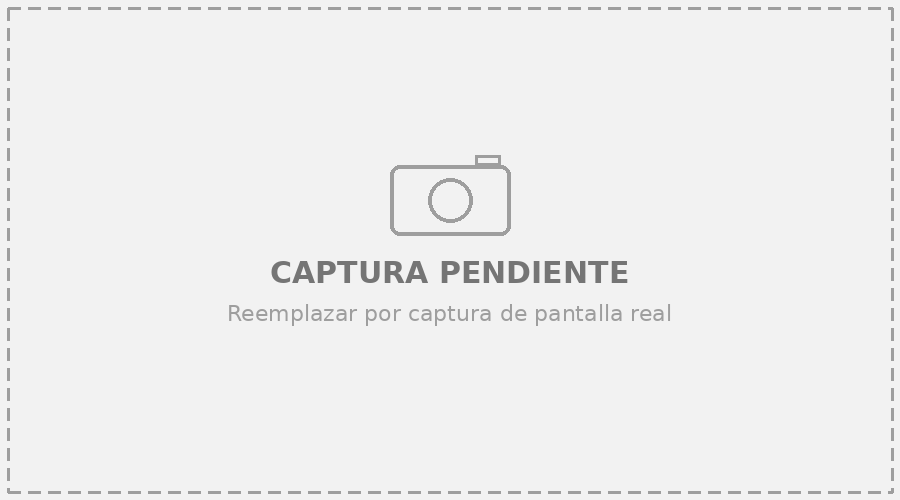 CAPTURA PENDIENTE
Reemplazar por captura de pantalla real